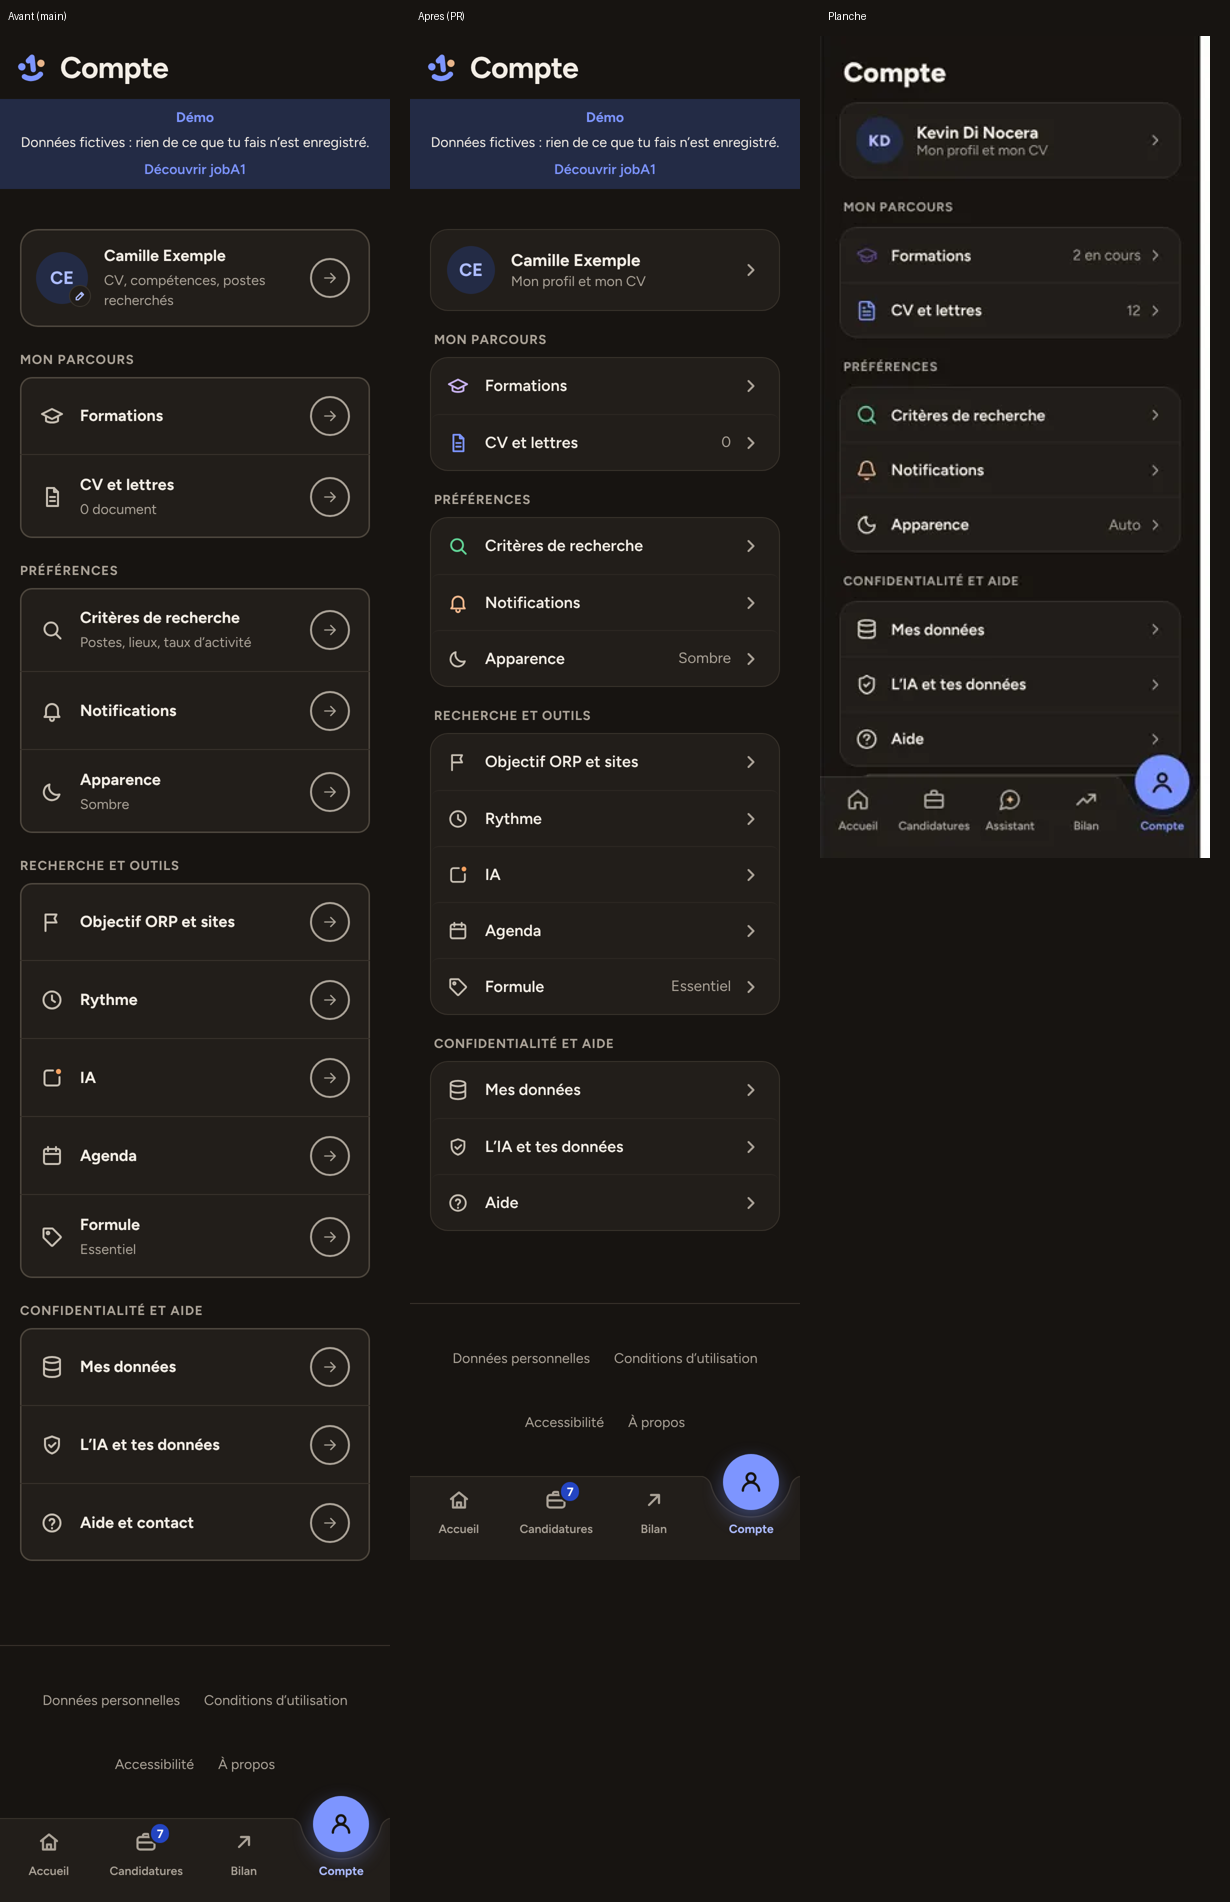 Avant (main)
Compte
Démo
Données fictives : rien de ce que tu fais n’est enregistré.
Découvrir jobA1
CE
Camille Exemple
CV, compétences, postes
recherchés
MON PARCOURS
Formations
CV et lettres
0 document
PRÉFÉRENCES
Critères de recherche
Postes, lieux, taux d’activité
Notifications
Apparence
Sombre
RECHERCHE ET OUTILS
Objectif ORP et sites
Rythme
IA
Agenda
Formule
Essentiel
CONFIDENTIALITÉ ET AIDE
Mes données
L’IA et tes données
Aide et contact
Données personnelles Conditions d’utilisation
Accessibilité À propos
7
Accueil Candidatures Bilan Compte
Apres (PR)
Compte
Démo
Données fictives : rien de ce que tu fais n’est enregistré.
Découvrir jobA1
CE
Camille Exemple
Mon profil et mon CV
MON PARCOURS
Formations
CV et lettres 0
PRÉFÉRENCES
Critères de recherche
Notifications
Apparence Sombre
RECHERCHE ET OUTILS
Objectif ORP et sites
Rythme
IA
Agenda
Formule Essentiel
CONFIDENTIALITÉ ET AIDE
Mes données
L’IA et tes données
Aide
Données personnelles Conditions d’utilisation
Accessibilité À propos
7
Accueil Candidatures Bilan Compte
Planche
Compte
KD
Kevin Di Nocera
Mon profil et mon CV
MON PARCOURS
Formations 2 en cours
CV et lettres 12
PRÉFÉRENCES
Critères de recherche
Notifications
Apparence Auto
CONFIDENTIALITÉ ET AIDE
Mes données
L’IA et tes données
Aide
Accueil Candidatures Assistant Bilan Compte